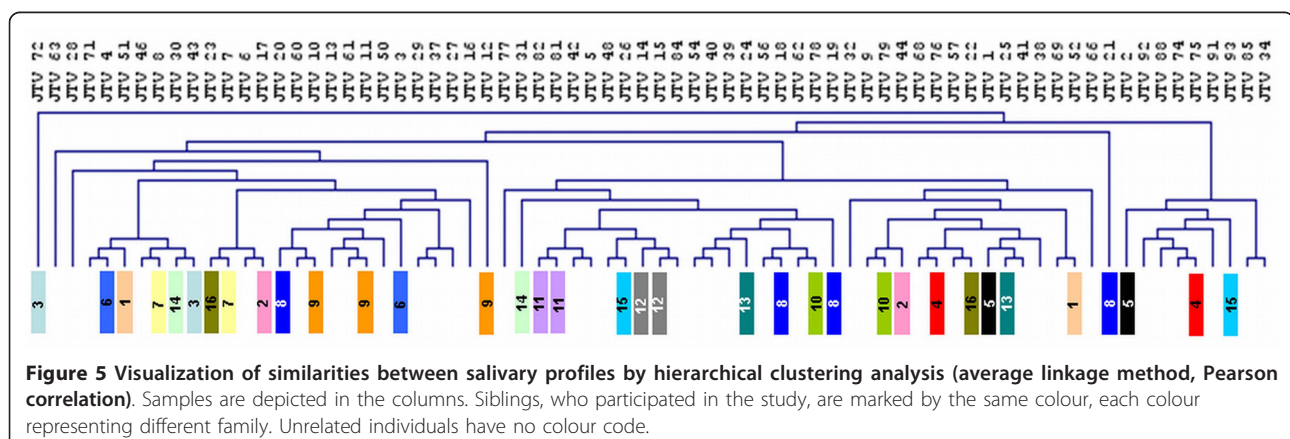 JTV 72 JTV 63 JTV 28 JTV 71 JTV 4 JTV 51 JTV 46 JTV 8 JTV 30 JTV 43 JTV 23 JTV 7 JTV 6 JTV 17 JTV 20 JTV 60 JTV 10 JTV 13 JTV 61 JTV 11 JTV 50 JTV 3 JTV 29 JTV 37 JTV 27 JTV 16 JTV 12 JTV 77 JTV 31 JTV 82 JTV 81 JTV 42 JTV 5 JTV 48 JTV 26 JTV 14 JTV 15 JTV 84 JTV 54 JTV 40 JTV 39 JTV 24 JTV 56 JTV 18 JTV 62 JTV 78 JTV 19 JTV 32 JTV 9 JTV 79 JTV 44 JTV 68 JTV 76 JTV 57 JTV 22 JTV 1 JTV 25 JTV 41 JTV 38 JTV 69 JTV 52 JTV 66 JTV 21 JTV 2 JTV 92 JTV 88 JTV 74 JTV 75 JTV 91 JTV 93 JTV 85 JTV 34
3 6 1 7 14 3 16 7 2 8 9 9 6 9 14 11 11 15 12 12 13 8 10 8 10 2 4 16 5 13 1 8 5 4 15
Figure 5 Visualization of similarities between salivary profiles by hierarchical clustering analysis (average linkage method, Pearson
correlation). Samples are depicted in the columns. Siblings, who participated in the study, are marked by the same colour, each colour
representing different family. Unrelated individuals have no colour code.